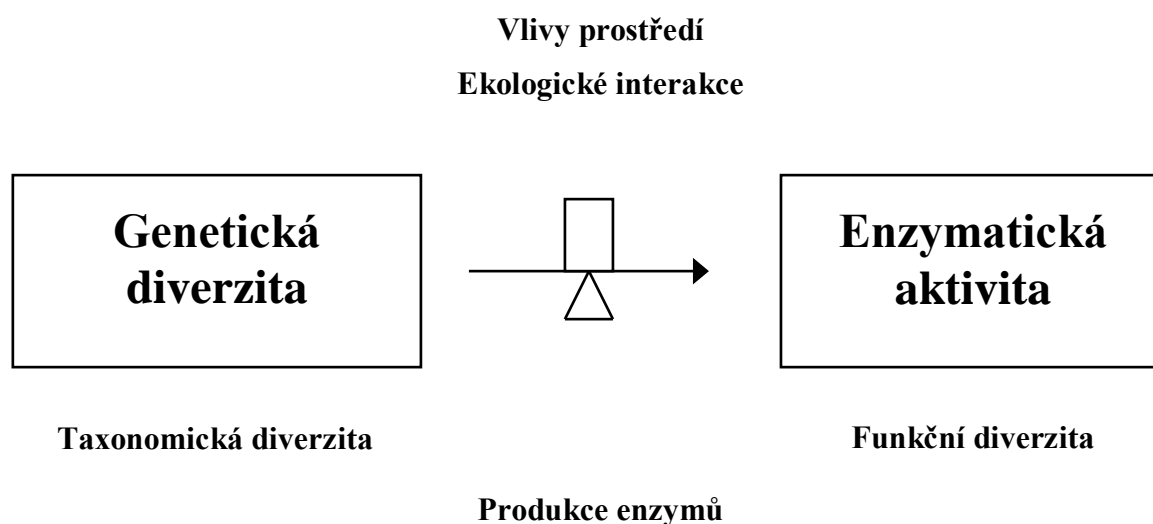 Vlivy prostředí
Ekologické interakce
Genetická
diverzita
Enzymatická
aktivita
Taxonomická diverzita
Funkční diverzita
Produkce enzymů